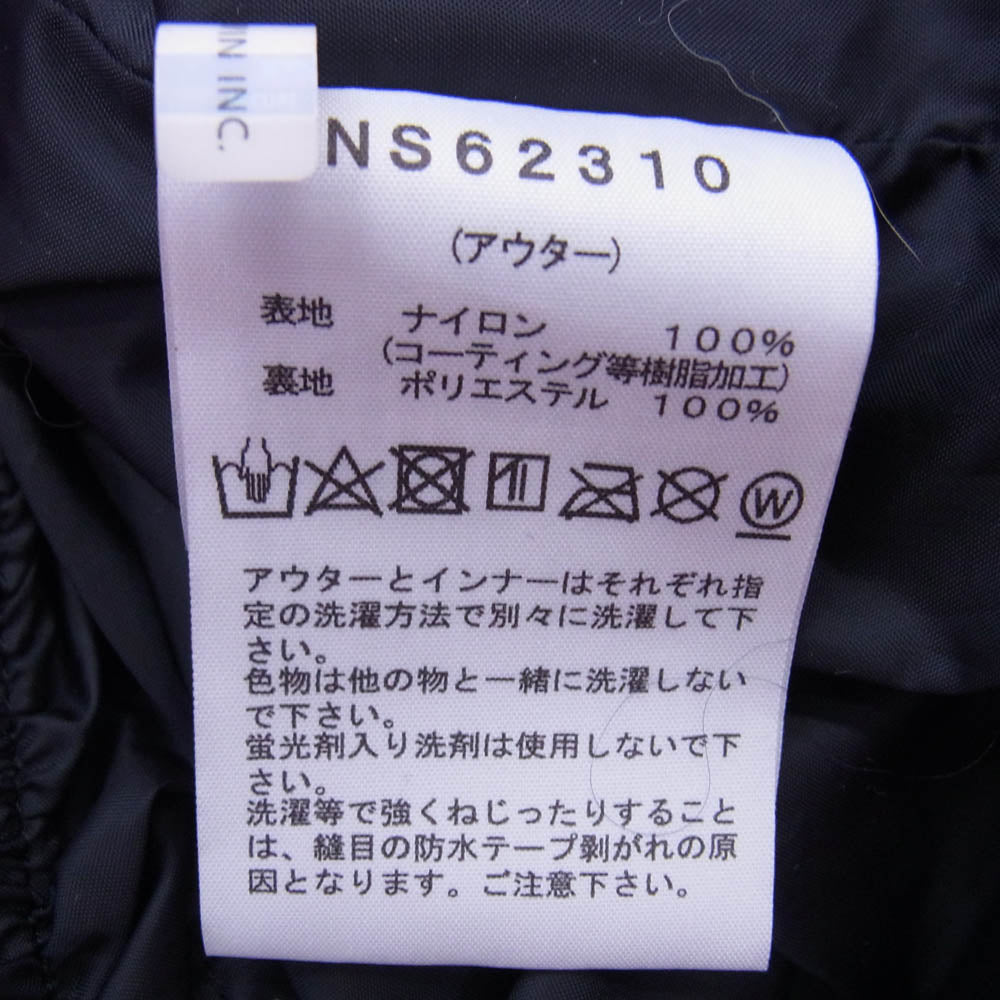 IN INC.
NS62310
(アウター)
表地 ナイロン 100%
(コーティング等樹脂加工)
裏地 ポリエステル 100%
W
アウターとインナーはそれぞれ指
定の洗濯方法で別々に洗濯して下
さい。
色物は他の物と一緒に洗濯しない
で下さい。
蛍光剤入り洗剤は使用しないで下
さい。
洗濯等で強くねじったりすること
は、縫目の防水テープ剥がれの原
因となります。ご注意下さい。